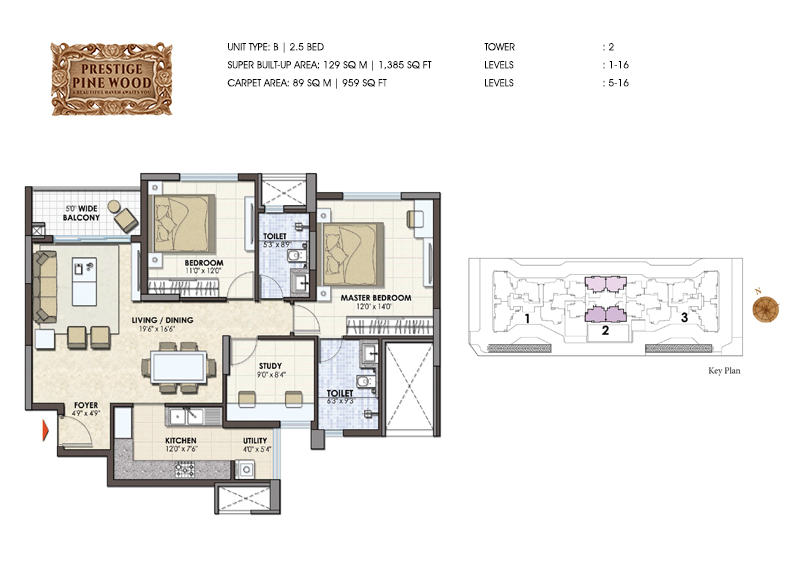 PRESTIGE
PINE WOOD
A BEAUTIFUL HAVEN AWAITS YOU
UNIT TYPE: B | 2.5 BED
SUPER BUILT-UP AREA: 129 SQ M | 1,385 SQ FT
CARPET AREA: 89 SQ M | 959 SQ FT
TOWER : 2
LEVELS : 1-16
LEVELS : 5-16
5'0" WIDE
BALCONY
BEDROOM
11'0" x 12'0"
TOILET
5'3" x 8'9"
MASTER BEDROOM
12'0" x 14'0"
LIVING / DINING
19'6" x 16'6"
STUDY
9'0" x 8'4"
TOILET
6'3" x 9'3"
FOYER
4'9" x 4'9"
KITCHEN
12'0" x 7'6"
UTILITY
4'0" x 5'4"
1
2
3
N
Key Plan